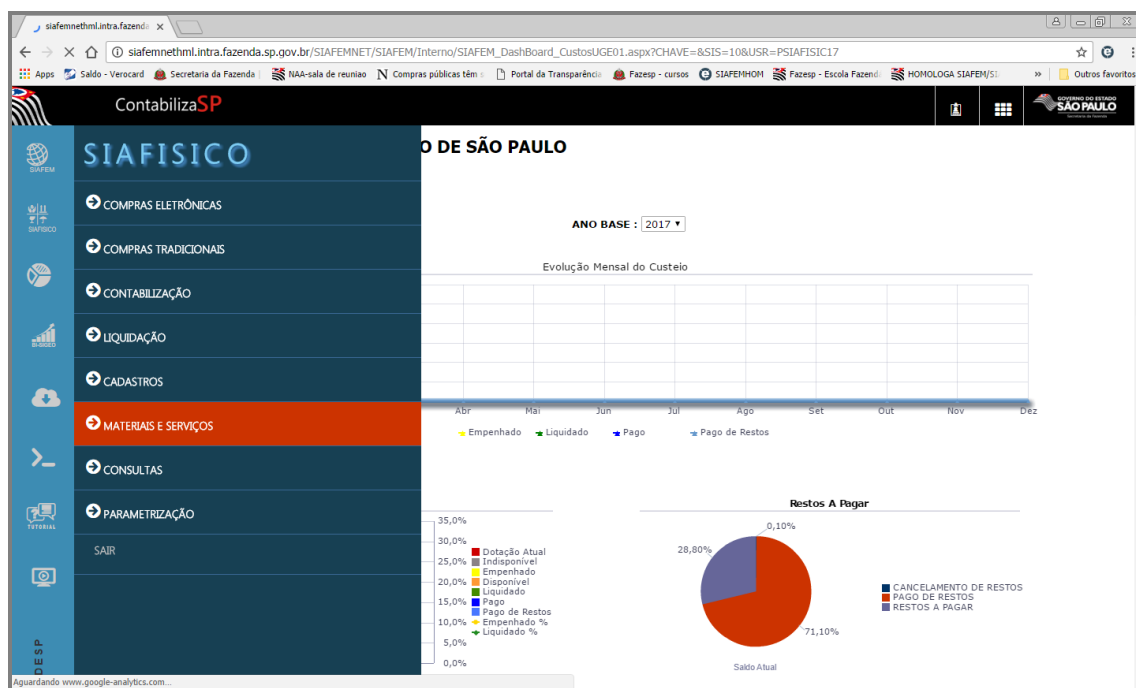 siafemnethml.intra.fazenda
siafemnethml.intra.fazenda.sp.gov.br/SIAFEMNET/SIAFEM/Interno/SIAFEM_DashBoard_CustosUGE01.aspx?CHAVE=&SIS=10&USR=PSIAFISIC17
Apps Saldo - Verocard Secretaria da Fazenda NAA-sala de reuniao Compras públicas têm s Portal da Transparência Fazesp - cursos SIAFEMHOM Fazesp - Escola Fazend HOMOLOGA SIAFEM/SI » Outros favoritos
ContabilizaSP
GOVERNO DO ESTADO
SÃO PAULO
Secretaria da Fazenda
SIAFEM
SIAFISICO
BI-SIGEO
TUTORIAL
DESP
SIAFISICO
COMPRAS ELETRÔNICAS
COMPRAS TRADICIONAIS
CONTABILIZAÇÃO
LIQUIDAÇÃO
CADASTROS
MATERIAIS E SERVIÇOS
CONSULTAS
PARAMETRIZAÇÃO
SAIR
O DE SÃO PAULO
ANO BASE : 2017
Evolução Mensal do Custeio
Abr Mai Jun Jul Ago Set Out Nov Dez
Empenhado Liquidado Pago Pago de Restos
35,0%
30,0%
25,0%
20,0%
15,0%
10,0%
5,0%
0,0%
Dotação Atual
Indisponível
Empenhado
Disponível
Liquidado
Pago
Pago de Restos
Empenhado %
Liquidado %
Restos A Pagar
0,10%
28,80%
71,10%
Saldo Atual
CANCELAMENTO DE RESTOS
PAGO DE RESTOS
RESTOS A PAGAR
Aguardando www.google-analytics.com...